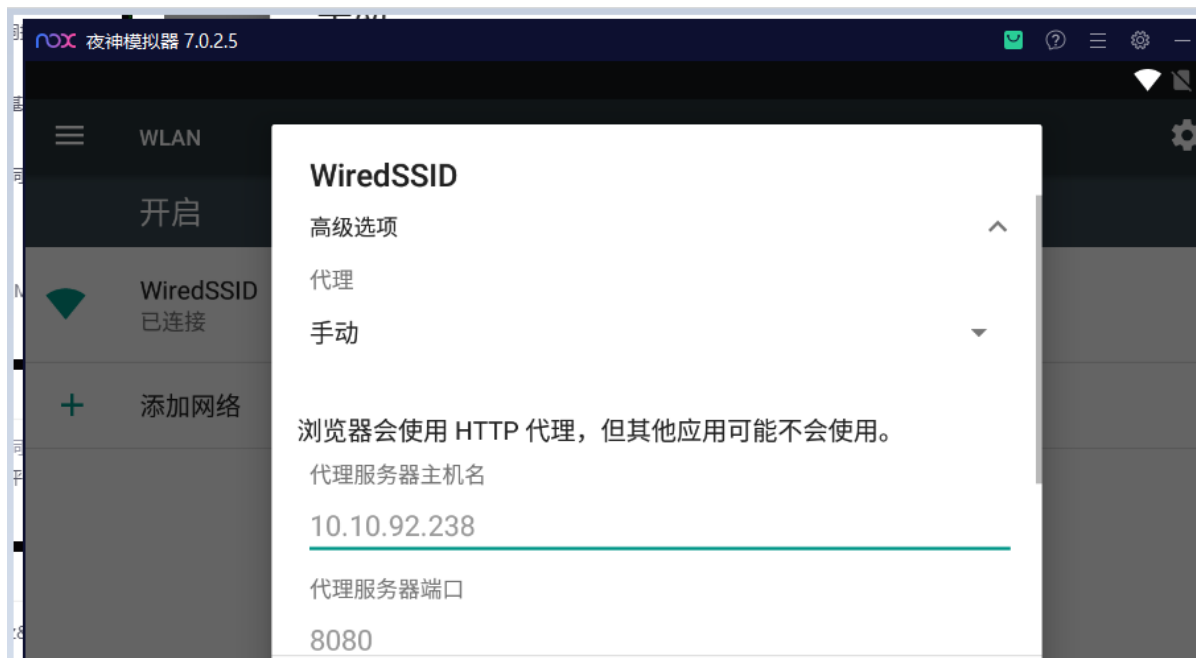 nox 夜神模拟器 7.0.2.5
WLAN
开启
WiredSSID
已连接
添加网络
WiredSSID
高级选项
代理
手动
浏览器会使用 HTTP 代理，但其他应用可能不会使用。
代理服务器主机名
10.10.92.238
代理服务器端口
8080